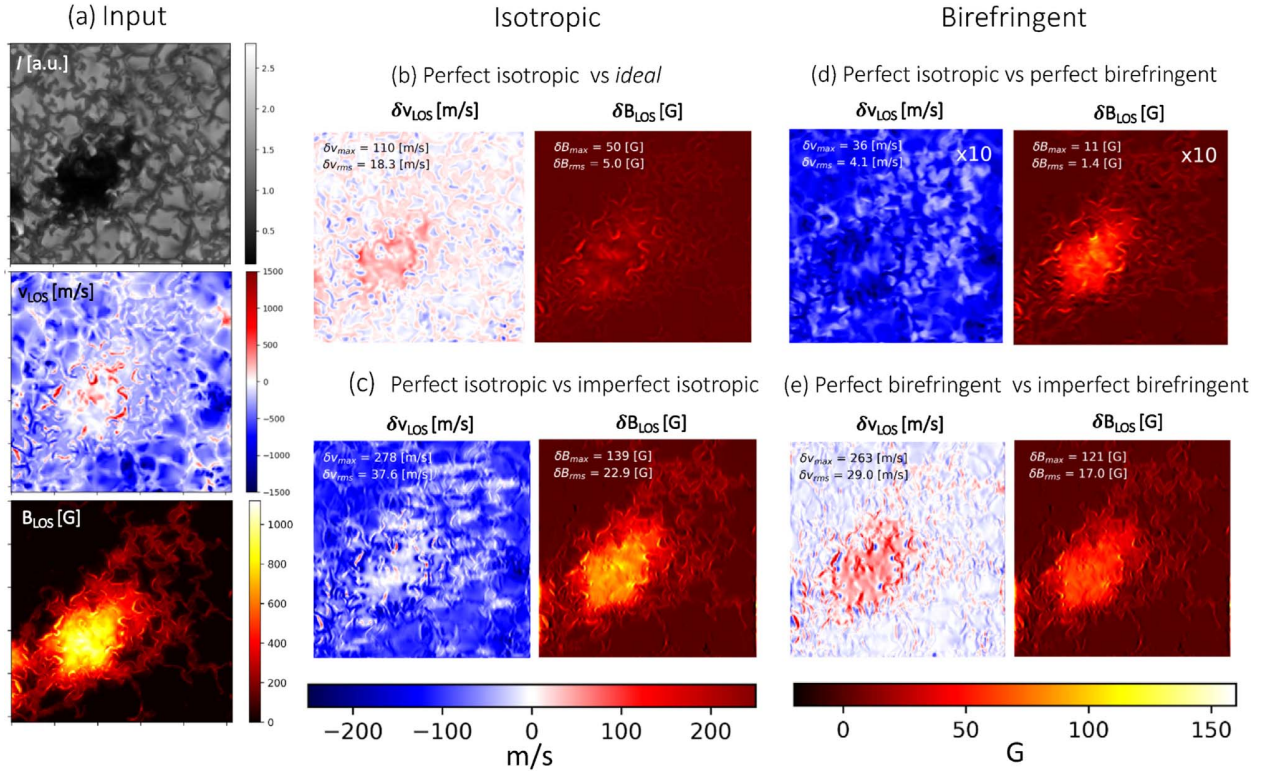 (a) Input
Isotropic
Birefringent
I [a.u.]
2.5
2.0
1.5
1.0
0.5
vLOS [m/s]
1500
1000
500
0
−500
−1000
−1500
BLOS [G]
1000
800
600
400
200
0
(b) Perfect isotropic vs ideal
δvLOS [m/s]
δBLOS [G]
δvmax = 110 [m/s]
δvrms = 18.3 [m/s]
δBmax = 50 [G]
δBrms = 5.0 [G]
(c) Perfect isotropic vs imperfect isotropic
δvLOS [m/s]
δBLOS [G]
δvmax = 278 [m/s]
δvrms = 37.6 [m/s]
δBmax = 139 [G]
δBrms = 22.9 [G]
−200 −100 0 100 200
m/s
(d) Perfect isotropic vs perfect birefringent
δvLOS [m/s]
δBLOS [G]
δvmax = 36 [m/s]
δvrms = 4.1 [m/s]
x10
δBmax = 11 [G]
δBrms = 1.4 [G]
x10
(e) Perfect birefringent vs imperfect birefringent
δvLOS [m/s]
δBLOS [G]
δvmax = 263 [m/s]
δvrms = 29.0 [m/s]
δBmax = 121 [G]
δBrms = 17.0 [G]
0 50 100 150
G